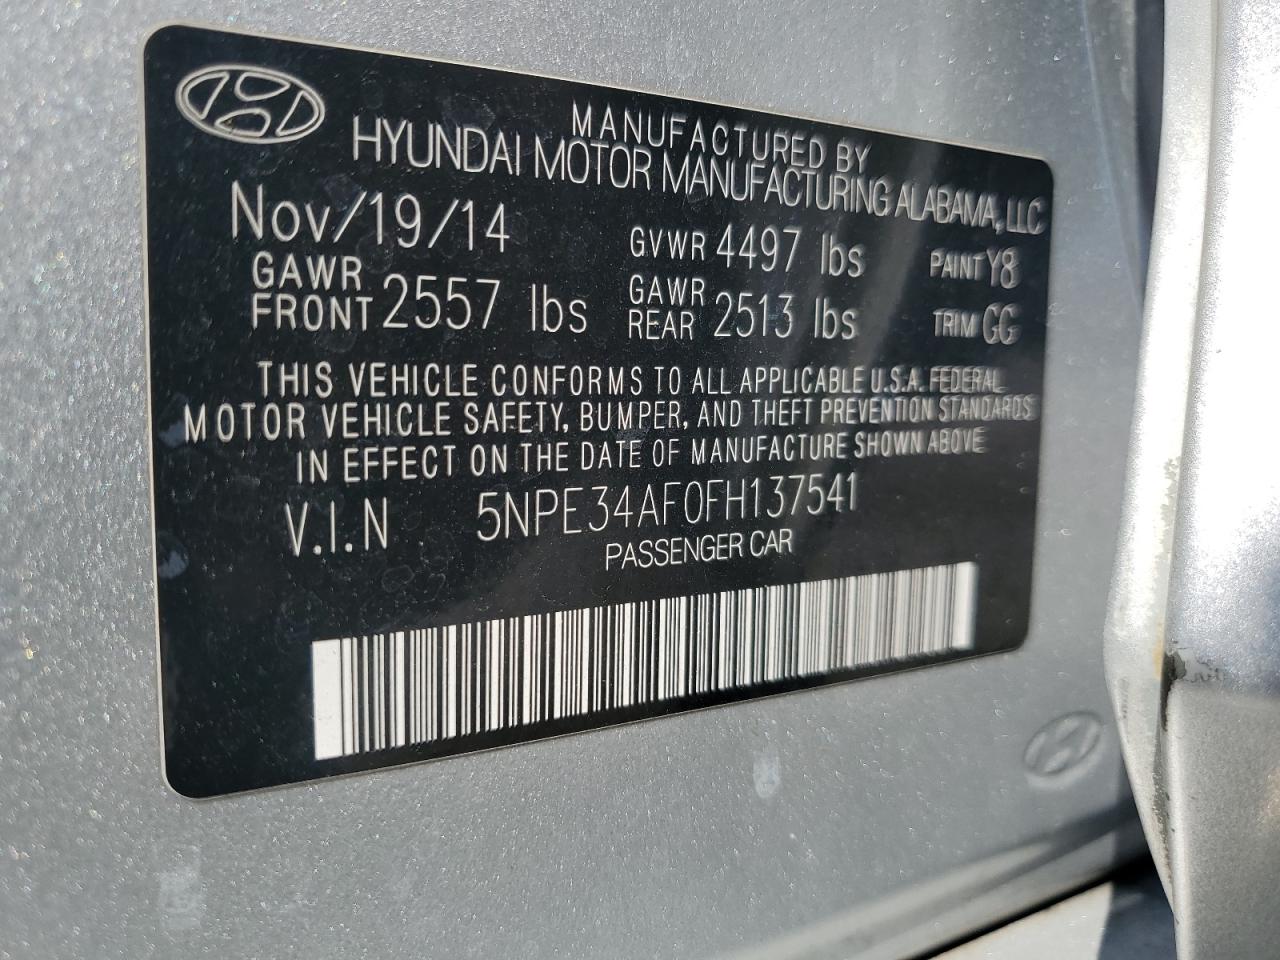 MANUFACTURED BY
HYUNDAI MOTOR MANUFACTURING ALABAMA, LLC
Nov/19/14 GVWR 4497 lbs PAINT Y8
GAWR FRONT 2557 lbs GAWR REAR 2513 lbs TRIM GG
THIS VEHICLE CONFORMS TO ALL APPLICABLE U.S.A. FEDERAL
MOTOR VEHICLE SAFETY, BUMPER, AND THEFT PREVENTION STANDARDS
IN EFFECT ON THE DATE OF MANUFACTURE SHOWN ABOVE
V.I.N 5NPE34AF0FH137541
PASSENGER CAR